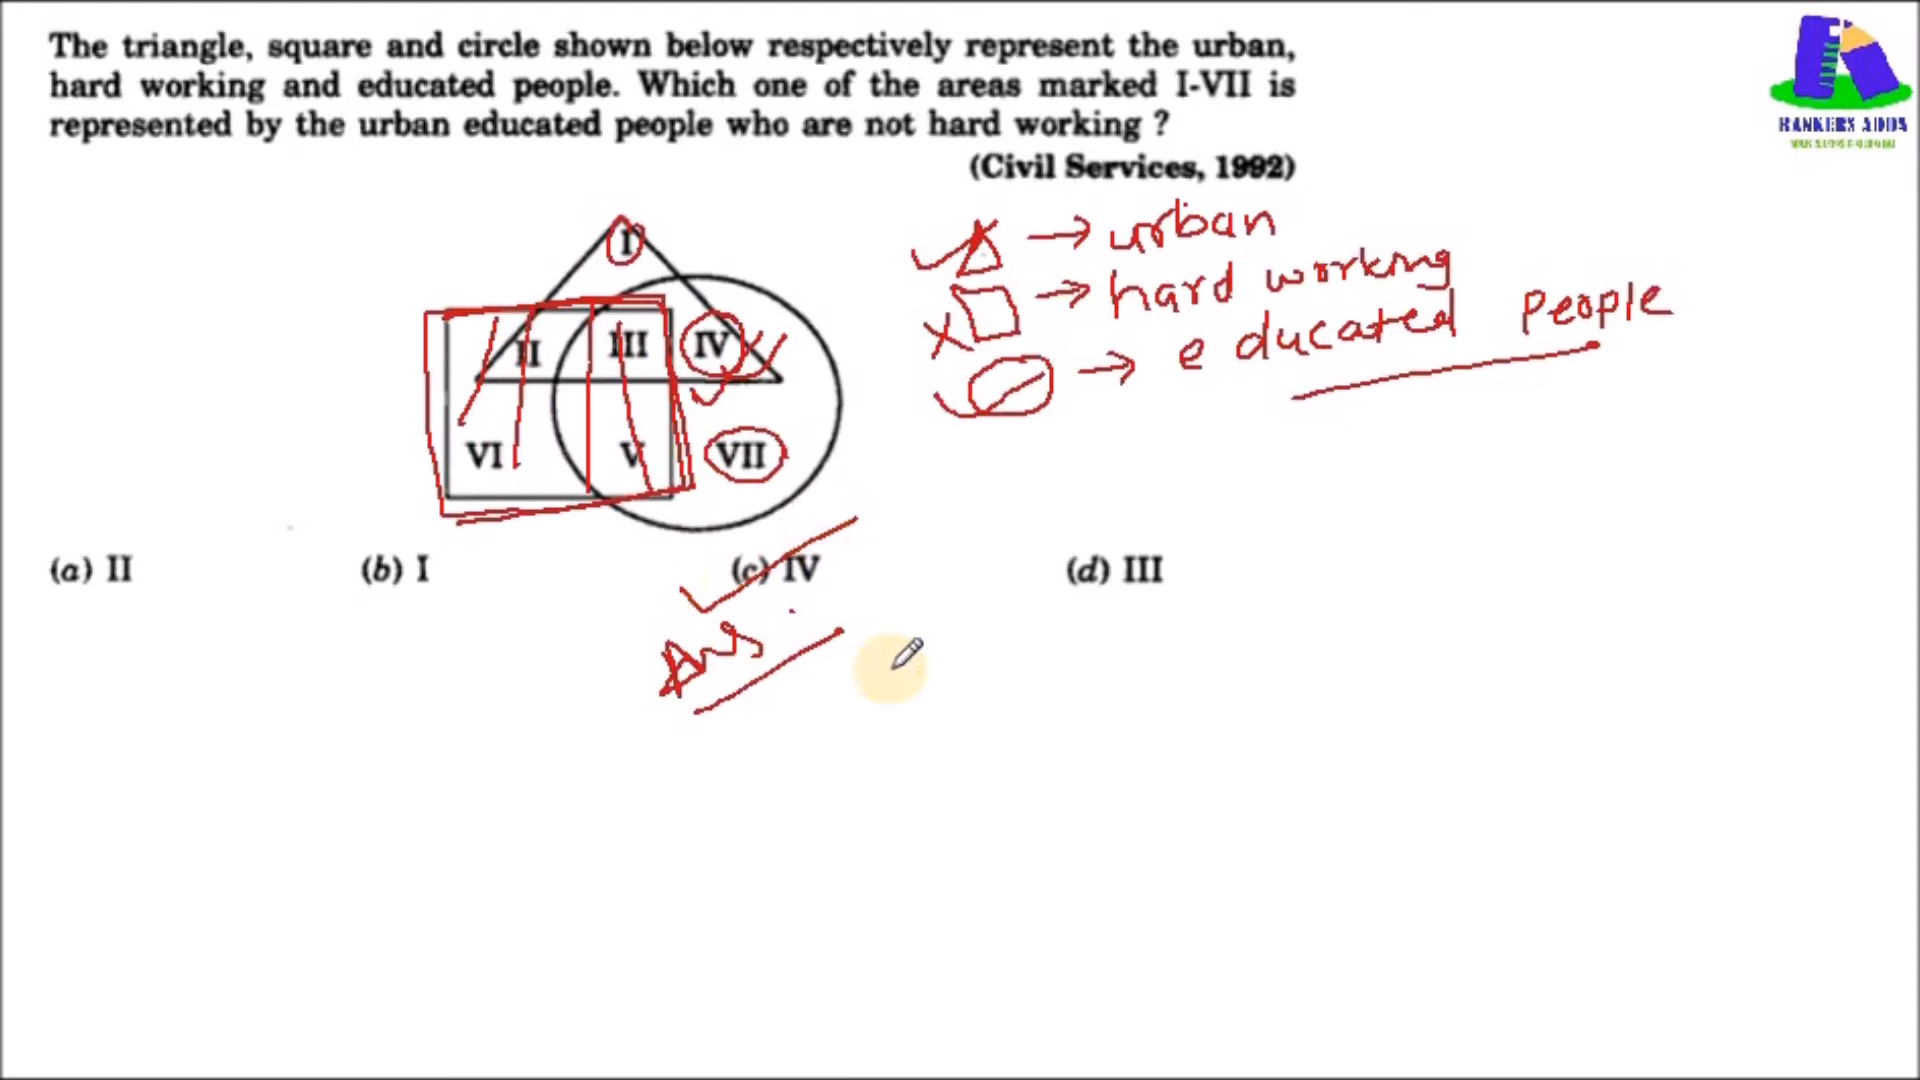 The triangle, square and circle shown below respectively represent the urban,
hard working and educated people. Which one of the areas marked I-VII is
represented by the urban educated people who are not hard working ?
(Civil Services, 1992)
RANKERS ADDA
I
II III IV
VI V VII
→ urban
→ hard working
→ educated People
(a) II (b) I (c) IV (d) III
Ans